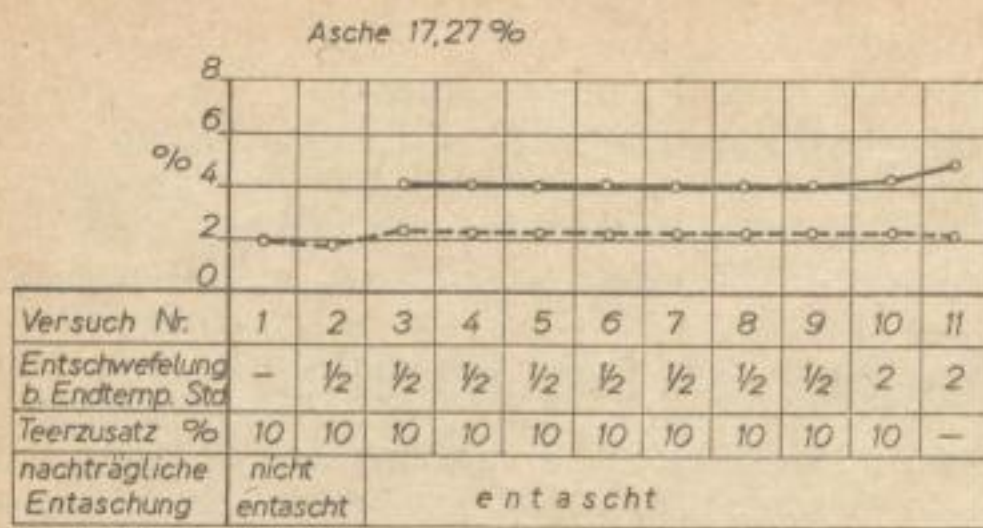 Asche 17,27 %
8
6
%
4
2
0
Versuch Nr. 1 2 3 4 5 6 7 8 9 10 11
Entschwefelung
b. Endtemp. Std – ½ ½ ½ ½ ½ ½ ½ ½ 2 2
Teerzusatz % 10 10 10 10 10 10 10 10 10 10 –
nachträgliche nicht
Entaschung entascht entascht